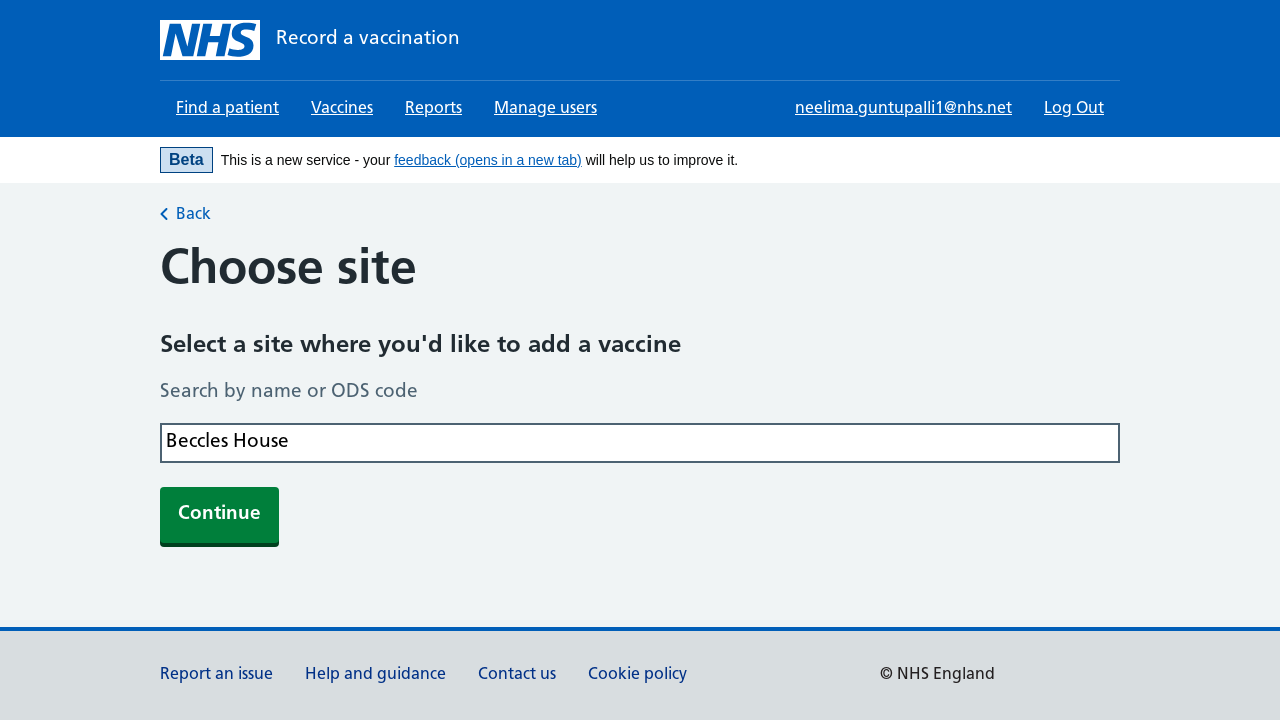 NHS Record a vaccination
Find a patient Vaccines Reports Manage users neelima.guntupalli1@nhs.net Log Out
Beta This is a new service - your feedback (opens in a new tab) will help us to improve it.
Back
Choose site
Select a site where you'd like to add a vaccine
Search by name or ODS code
Beccles House
Continue
Report an issue Help and guidance Contact us Cookie policy © NHS England